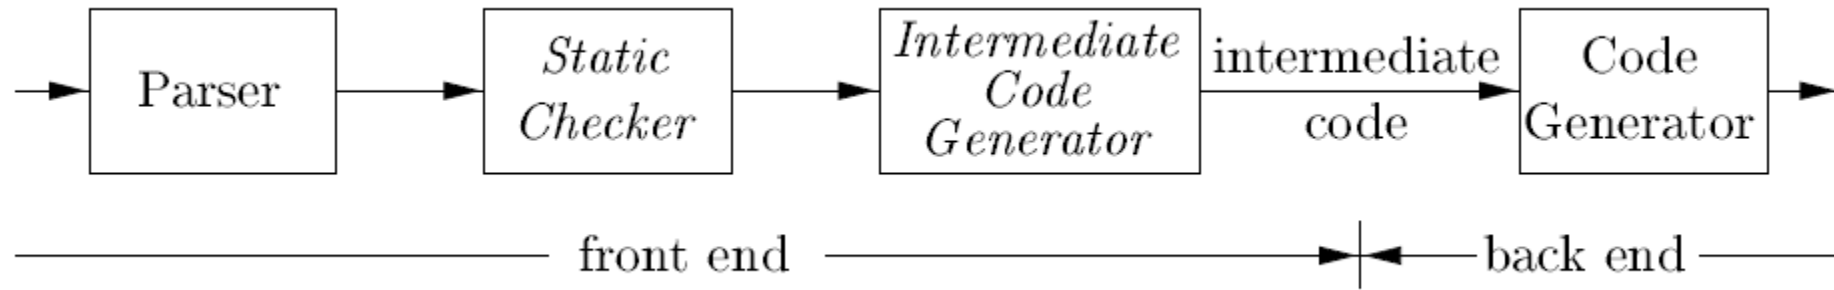 Parser
Static
Checker
Intermediate
Code
Generator
intermediate
code
Code
Generator
front end
back end